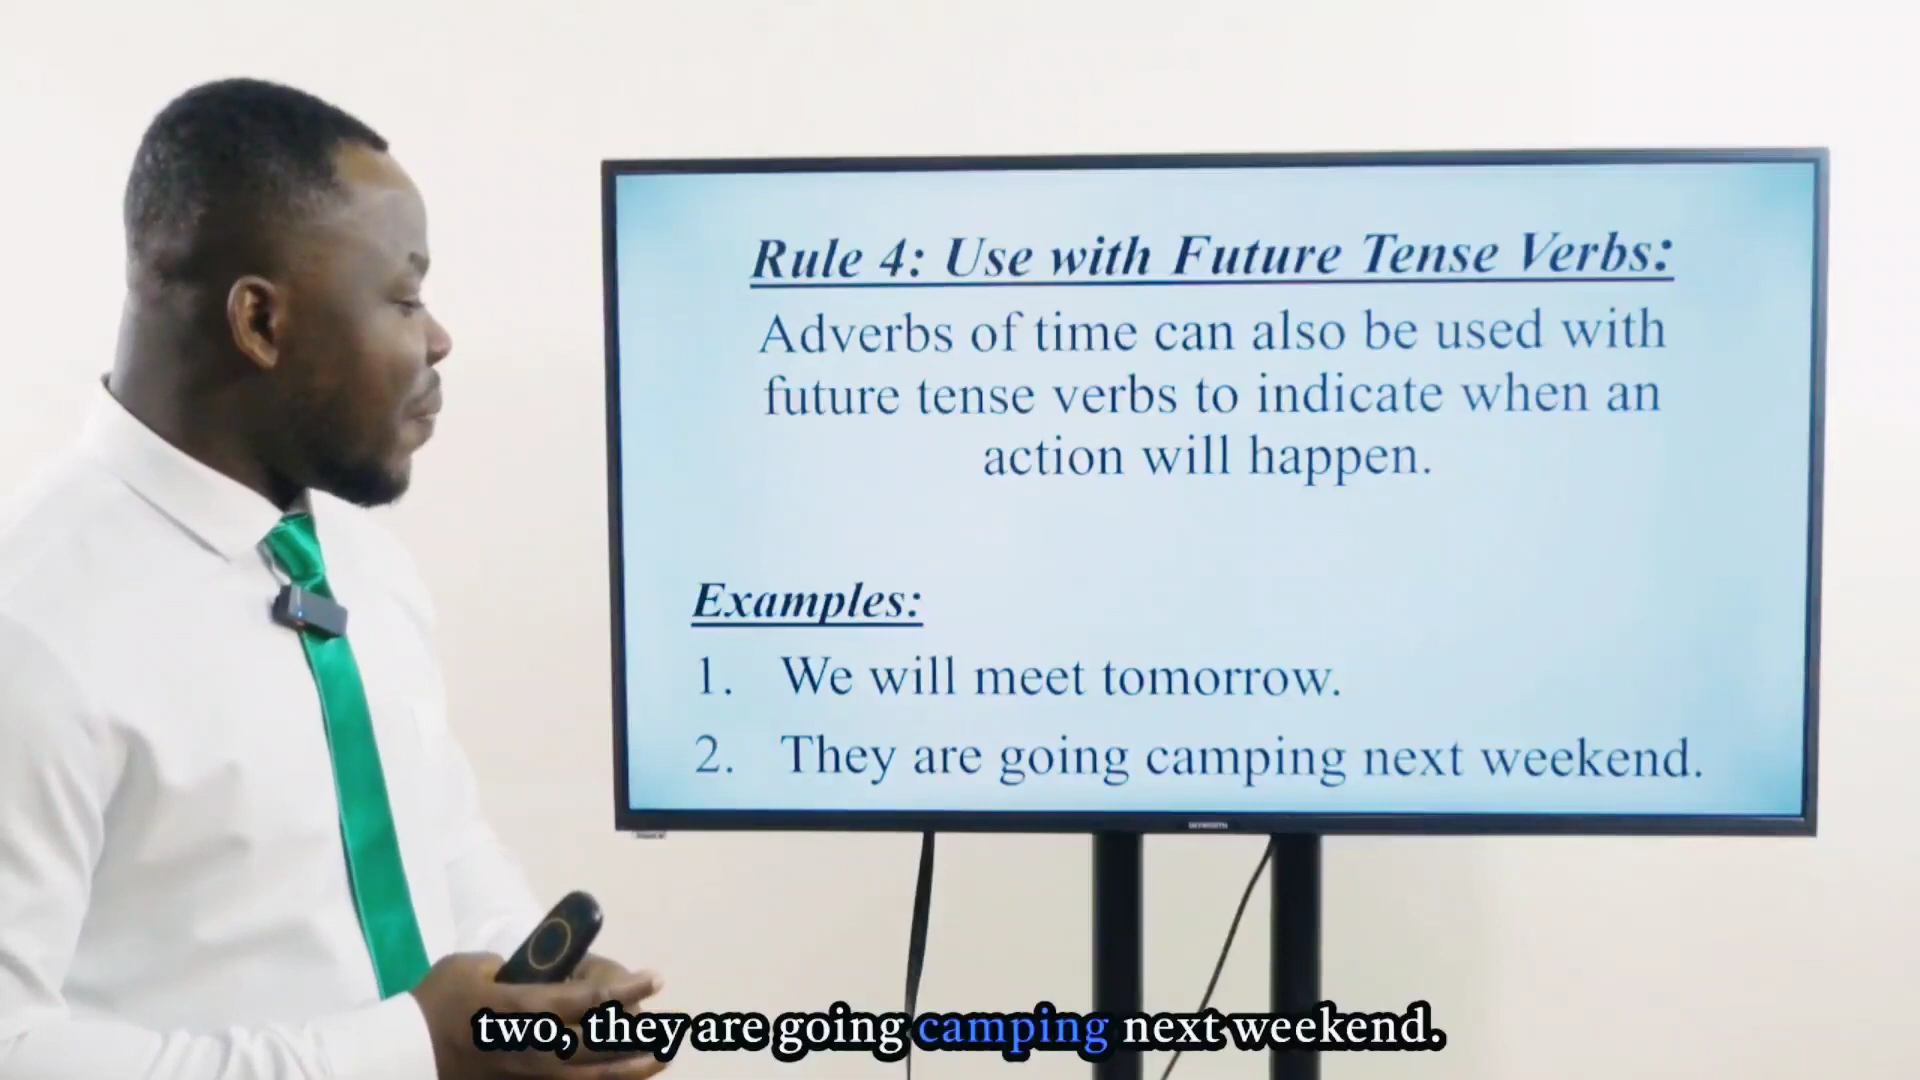 Rule 4: Use with Future Tense Verbs:
Adverbs of time can also be used with
future tense verbs to indicate when an
action will happen.
Examples:
1. We will meet tomorrow.
2. They are going camping next weekend.
SKYWORTH
two, they are going camping next weekend.